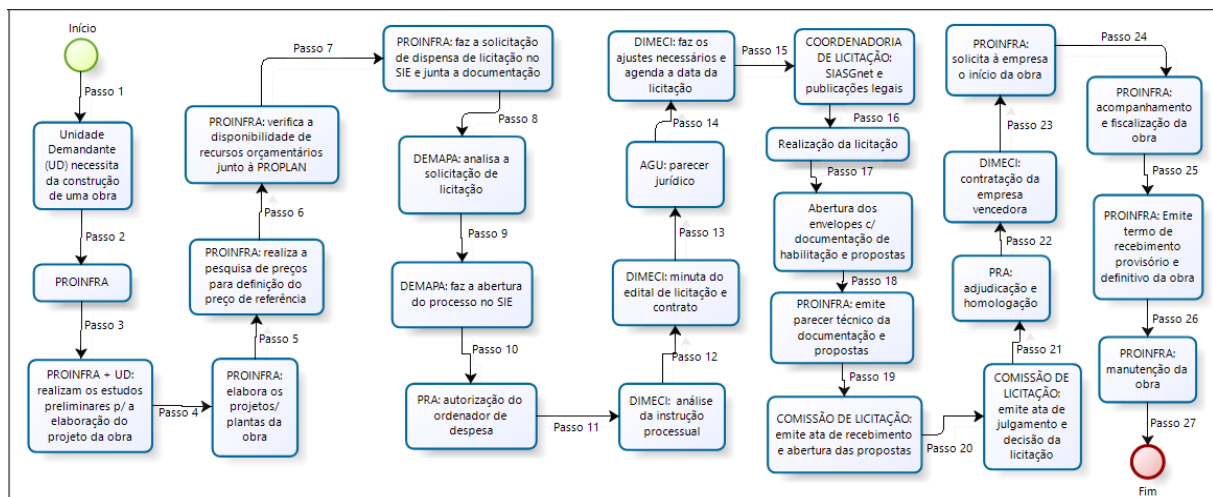 Início
Passo 1
Unidade
Demandante
(UD) necessita
da construção
de uma obra
Passo 2
PROINFRA
Passo 3
PROINFRA + UD:
realizam os estudos
preliminares p/ a
elaboração do
projeto da obra
Passo 4
PROINFRA:
elabora os
projetos/
plantas da
obra
Passo 5
PROINFRA: realiza a
pesquisa de preços
para definição do
preço de referência
Passo 6
PROINFRA: verifica a
disponibilidade de
recursos orçamentários
junto à PROPLAN
Passo 7
PROINFRA: faz a solicitação
de dispensa de licitação no
SIE e junta a documentação
Passo 8
DEMAPA: analisa a
solicitação de
licitação
Passo 9
DEMAPA: faz a abertura
do processo no SIE
Passo 10
PRA: autorização do
ordenador de
despesa
Passo 11
DIMECI: análise
da instrução
processual
Passo 12
DIMECI: minuta do
edital de licitação e
contrato
Passo 13
AGU: parecer
jurídico
Passo 14
DIMECI: faz os
ajustes necessários e
agenda a data da
licitação
Passo 15
COORDENADORIA
DE LICITAÇÃO:
SIASGnet e
publicações legais
Passo 16
Realização da licitação
Passo 17
Abertura dos
envelopes c/
documentação de
habilitação e propostas
Passo 18
PROINFRA: emite
parecer técnico da
documentação e
propostas
Passo 19
COMISSÃO DE LICITAÇÃO:
emite ata de recebimento
e abertura das propostas
Passo 20
COMISSÃO DE
LICITAÇÃO:
emite ata de
julgamento e
decisão da
licitação
Passo 21
PRA:
adjudicação e
homologação
Passo 22
DIMECI:
contratação da
empresa
vencedora
Passo 23
PROINFRA:
solicita à empresa
o início da obra
Passo 24
PROINFRA:
acompanhamento
e fiscalização da
obra
Passo 25
PROINFRA: Emite
termo de
recebimento
provisório e
definitivo da obra
Passo 26
PROINFRA:
manutenção da
obra
Passo 27
Fim